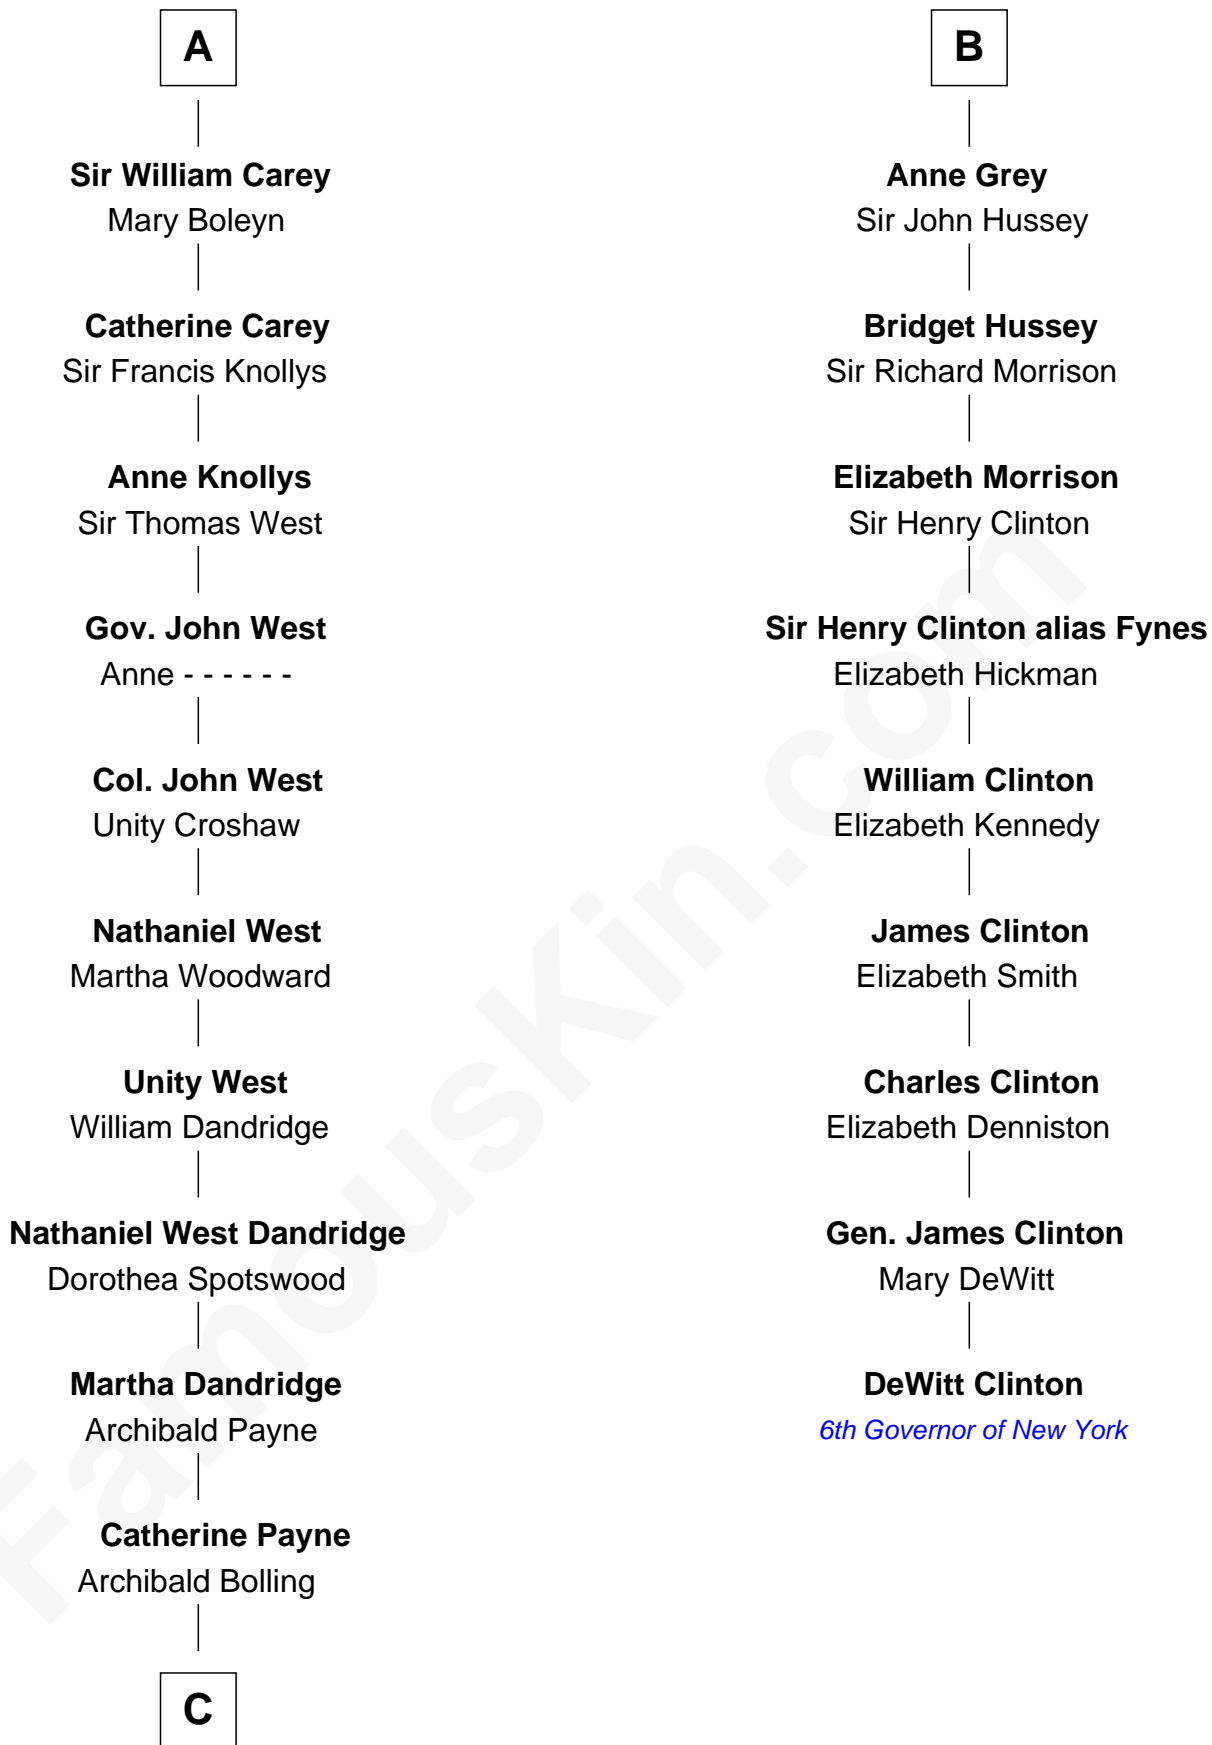 A
Sir William Carey
Mary Boleyn
Catherine Carey
Sir Francis Knollys
Anne Knollys
Sir Thomas West
Gov. John West
Anne - - - - - -
Col. John West
Unity Croshaw
Nathaniel West
Martha Woodward
Unity West
William Dandridge
Nathaniel West Dandridge
Dorothea Spotswood
Martha Dandridge
Archibald Payne
Catherine Payne
Archibald Bolling
C
B
Anne Grey
Sir John Hussey
Bridget Hussey
Sir Richard Morrison
Elizabeth Morrison
Sir Henry Clinton
Sir Henry Clinton alias Fynes
Elizabeth Hickman
William Clinton
Elizabeth Kennedy
James Clinton
Elizabeth Smith
Charles Clinton
Elizabeth Denniston
Gen. James Clinton
Mary DeWitt
DeWitt Clinton
6th Governor of New York
FamousKin.com